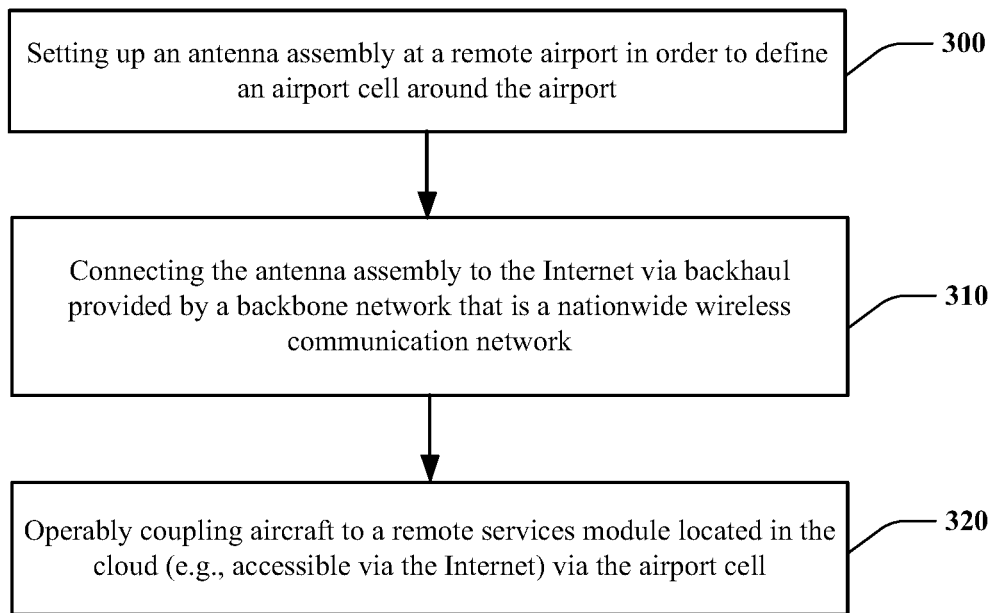 Setting up an antenna assembly at a remote airport in order to define
an airport cell around the airport
300
Connecting the antenna assembly to the Internet via backhaul
provided by a backbone network that is a nationwide wireless
communication network
310
Operably coupling aircraft to a remote services module located in the
cloud (e.g., accessible via the Internet) via the airport cell
320